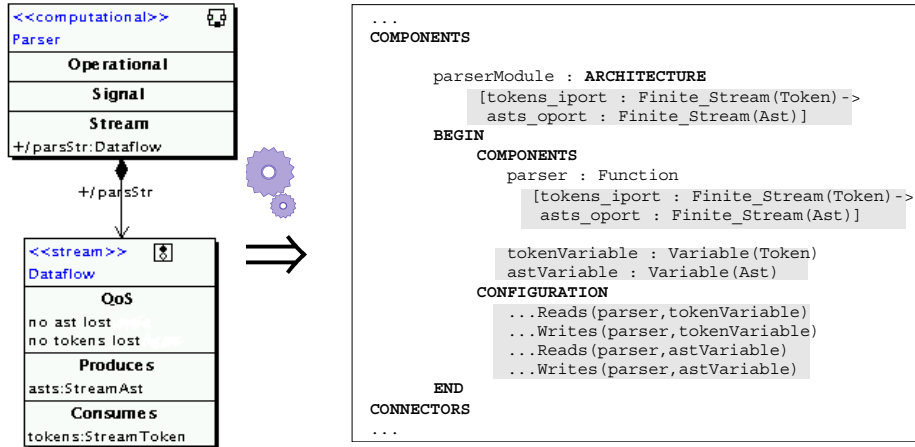 <<computational>>
Parser
Operational
Signal
Stream
+/parsStr:Dataflow
+/parsStr
<<stream>>
Dataflow
QoS
no ast lost
no tokens lost
Produces
asts:StreamAst
Consumes
tokens:StreamToken
...
COMPONENTS
parserModule : ARCHITECTURE
[tokens_iport : Finite_Stream(Token)->
asts_oport : Finite_Stream(Ast)]
BEGIN
COMPONENTS
parser : Function
[tokens_iport : Finite_Stream(Token)->
asts_oport : Finite_Stream(Ast)]
tokenVariable : Variable(Token)
astVariable : Variable(Ast)
CONFIGURATION
...Reads(parser,tokenVariable)
...Writes(parser,tokenVariable)
...Reads(parser,astVariable)
...Writes(parser,astVariable)
END
CONNECTORS
...